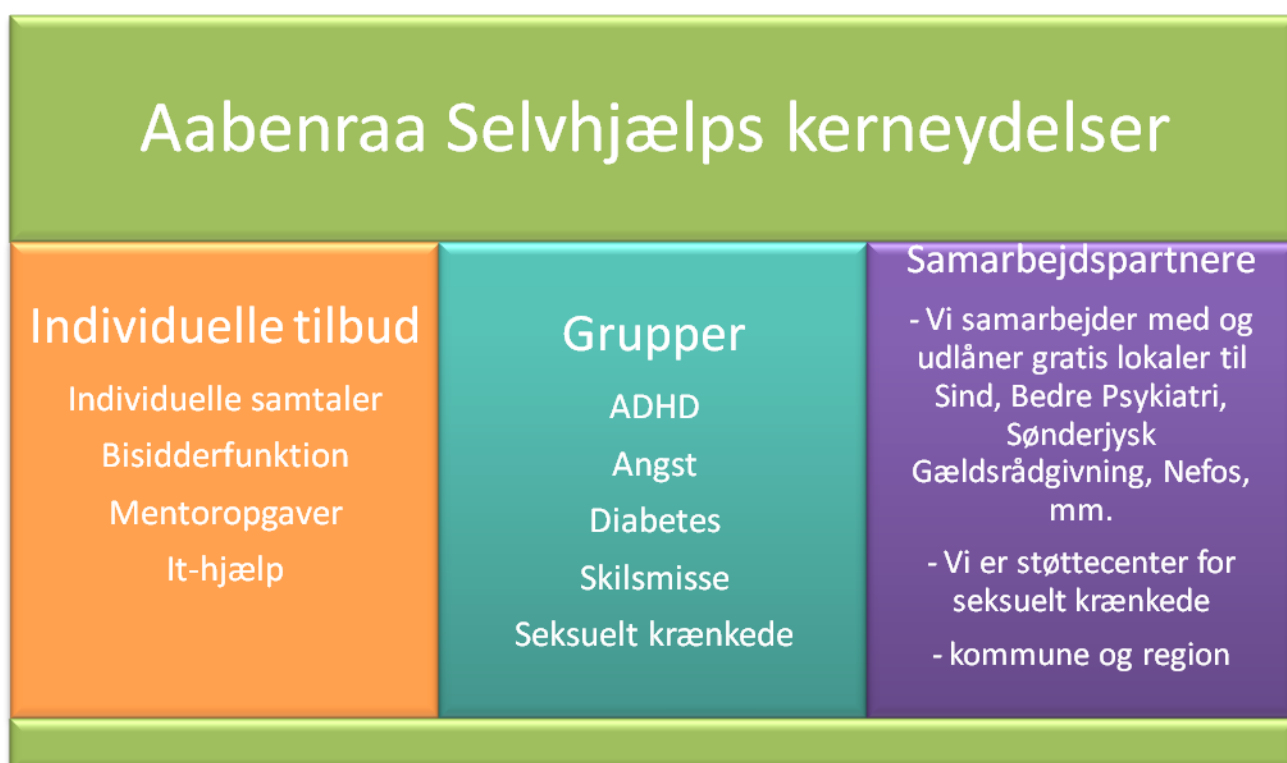 Aabenraa Selvhjælps kerneydelser
Individuelle tilbud
Individuelle samtaler
Bisidderfunktion
Mentoropgaver
It-hjælp
Grupper
ADHD
Angst
Diabetes
Skilsmisse
Seksuelt krænkede
Samarbejdspartnere
- Vi samarbejder med og
udlåner gratis lokaler til
Sind, Bedre Psykiatri,
Sønderjysk
Gældsrådgivning, Nefos,
mm.
- Vi er støttecenter for
seksuelt krænkede
- kommune og region